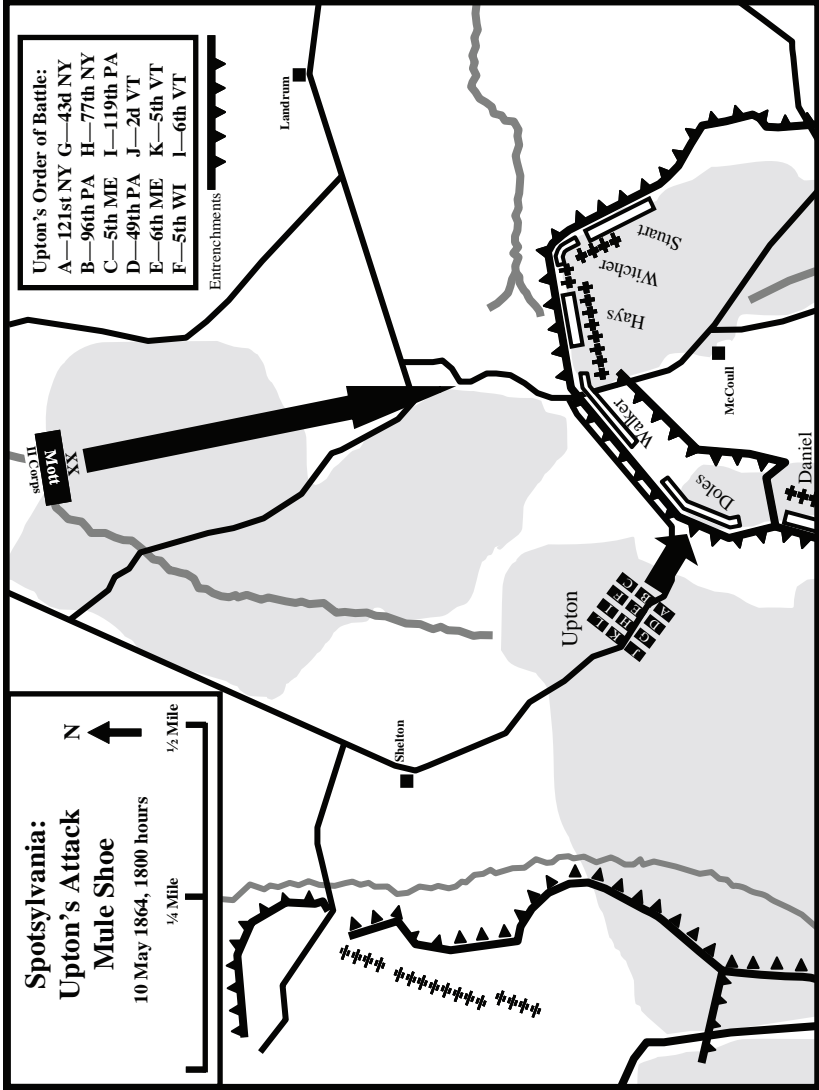 Spotsylvania:
Upton's Attack
Mule Shoe
10 May 1864, 1800 hours
N
¼ Mile
½ Mile
Upton's Order of Battle:
A—121st NY G—43d NY
B—96th PA H—77th NY
C—5th ME I—119th PA
D—49th PA J—2d VT
E—6th ME K—5th VT
F—5th WI l—6th VT
Entrenchments
Landrum
XX
Mott
II Corps
Shelton
Upton
L I F C
K H E B
J G D A
Stuart
Witcher
Hays
Walker
Doles
McCoull
Daniel